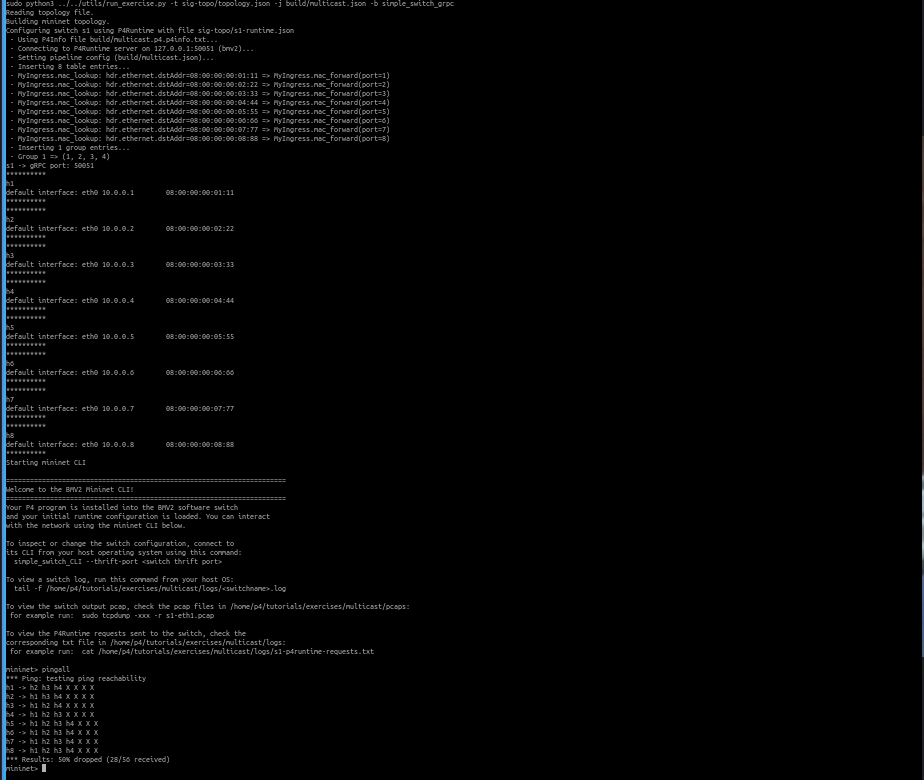 sudo python3 ../../utils/run_exercise.py -t sig-topo/topology.json -j build/multicast.json -b simple_switch_grpc
Reading topology file.
Building mininet topology.
Configuring switch s1 using P4Runtime with file sig-topo/s1-runtime.json
 - Using P4Info file build/multicast.p4.p4info.txt...
 - Connecting to P4Runtime server on 127.0.0.1:50051 (bmv2)...
 - Setting pipeline config (build/multicast.json)...
 - Inserting 8 table entries...
 - MyIngress.mac_lookup: hdr.ethernet.dstAddr=08:00:00:00:01:11 => MyIngress.mac_forward(port=1)
 - MyIngress.mac_lookup: hdr.ethernet.dstAddr=08:00:00:00:02:22 => MyIngress.mac_forward(port=2)
 - MyIngress.mac_lookup: hdr.ethernet.dstAddr=08:00:00:00:03:33 => MyIngress.mac_forward(port=3)
 - MyIngress.mac_lookup: hdr.ethernet.dstAddr=08:00:00:00:04:44 => MyIngress.mac_forward(port=4)
 - MyIngress.mac_lookup: hdr.ethernet.dstAddr=08:00:00:00:05:55 => MyIngress.mac_forward(port=5)
 - MyIngress.mac_lookup: hdr.ethernet.dstAddr=08:00:00:00:06:66 => MyIngress.mac_forward(port=6)
 - MyIngress.mac_lookup: hdr.ethernet.dstAddr=08:00:00:00:07:77 => MyIngress.mac_forward(port=7)
 - MyIngress.mac_lookup: hdr.ethernet.dstAddr=08:00:00:00:08:88 => MyIngress.mac_forward(port=8)
 - Inserting 1 group entries...
 - Group 1 => (1, 2, 3, 4)
s1 -> gRPC port: 50051
**********
h1
default interface: eth0 10.0.0.1        08:00:00:00:01:11
**********
**********
h2
default interface: eth0 10.0.0.2        08:00:00:00:02:22
**********
**********
h3
default interface: eth0 10.0.0.3        08:00:00:00:03:33
**********
**********
h4
default interface: eth0 10.0.0.4        08:00:00:00:04:44
**********
**********
h5
default interface: eth0 10.0.0.5        08:00:00:00:05:55
**********
**********
h6
default interface: eth0 10.0.0.6        08:00:00:00:06:66
**********
**********
h7
default interface: eth0 10.0.0.7        08:00:00:00:07:77
**********
**********
h8
default interface: eth0 10.0.0.8        08:00:00:00:08:88
**********
Starting mininet CLI
======================================================================
Welcome to the BMV2 Mininet CLI!
======================================================================
Your P4 program is installed into the BMV2 software switch
and your initial runtime configuration is loaded. You can interact
with the network using the mininet CLI below.
To inspect or change the switch configuration, connect to
its CLI from your host operating system using this command:
  simple_switch_CLI --thrift-port <switch thrift port>
To view a switch log, run this command from your host OS:
  tail -f /home/p4/tutorials/exercises/multicast/logs/<switchname>.log
To view the switch output pcap, check the pcap files in /home/p4/tutorials/exercises/multicast/pcaps:
 for example run:  sudo tcpdump -xxx -r s1-eth1.pcap
To view the P4Runtime requests sent to the switch, check the
corresponding txt file in /home/p4/tutorials/exercises/multicast/logs:
 for example run:  cat /home/p4/tutorials/exercises/multicast/logs/s1-p4runtime-requests.txt
mininet> pingall
*** Ping: testing ping reachability
h1 -> h2 h3 h4 X X X X
h2 -> h1 h3 h4 X X X X
h3 -> h1 h2 h4 X X X X
h4 -> h1 h2 h3 X X X X
h5 -> h1 h2 h3 h4 X X X
h6 -> h1 h2 h3 h4 X X X
h7 -> h1 h2 h3 h4 X X X
h8 -> h1 h2 h3 h4 X X X
*** Results: 50% dropped (28/56 received)
mininet>